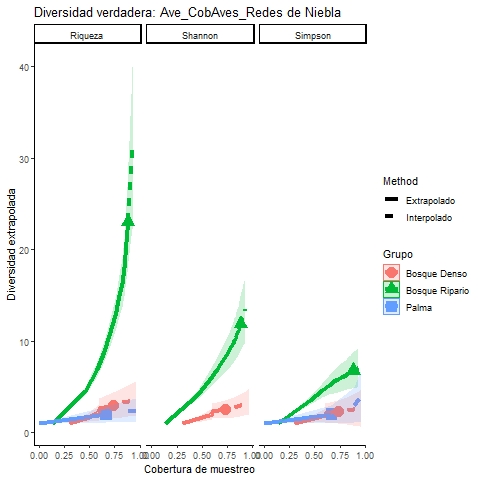 Diversidad verdadera: Ave_CobAves_Redes de Niebla
Riqueza
Shannon
Simpson
Diversidad extrapolada
40
30
20
10
0
0.00 0.25 0.50 0.75 1.00
0.00 0.25 0.50 0.75 1.00
0.00 0.25 0.50 0.75 1.00
Cobertura de muestreo
Method
Extrapolado
Interpolado
Grupo
Bosque Denso
Bosque Ripario
Palma